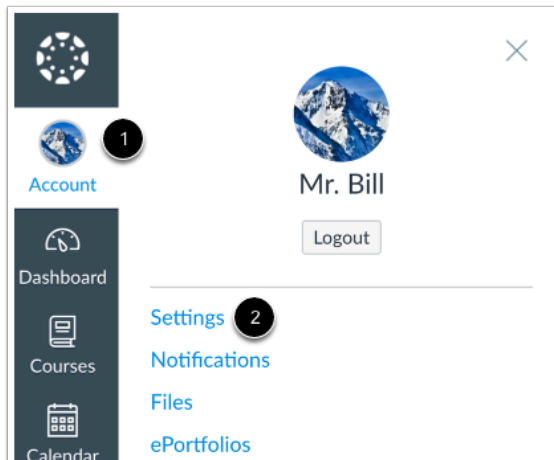 1
Account
Dashboard
Courses
Calendar
Mr. Bill
Logout
Settings 2
Notifications
Files
ePortfolios